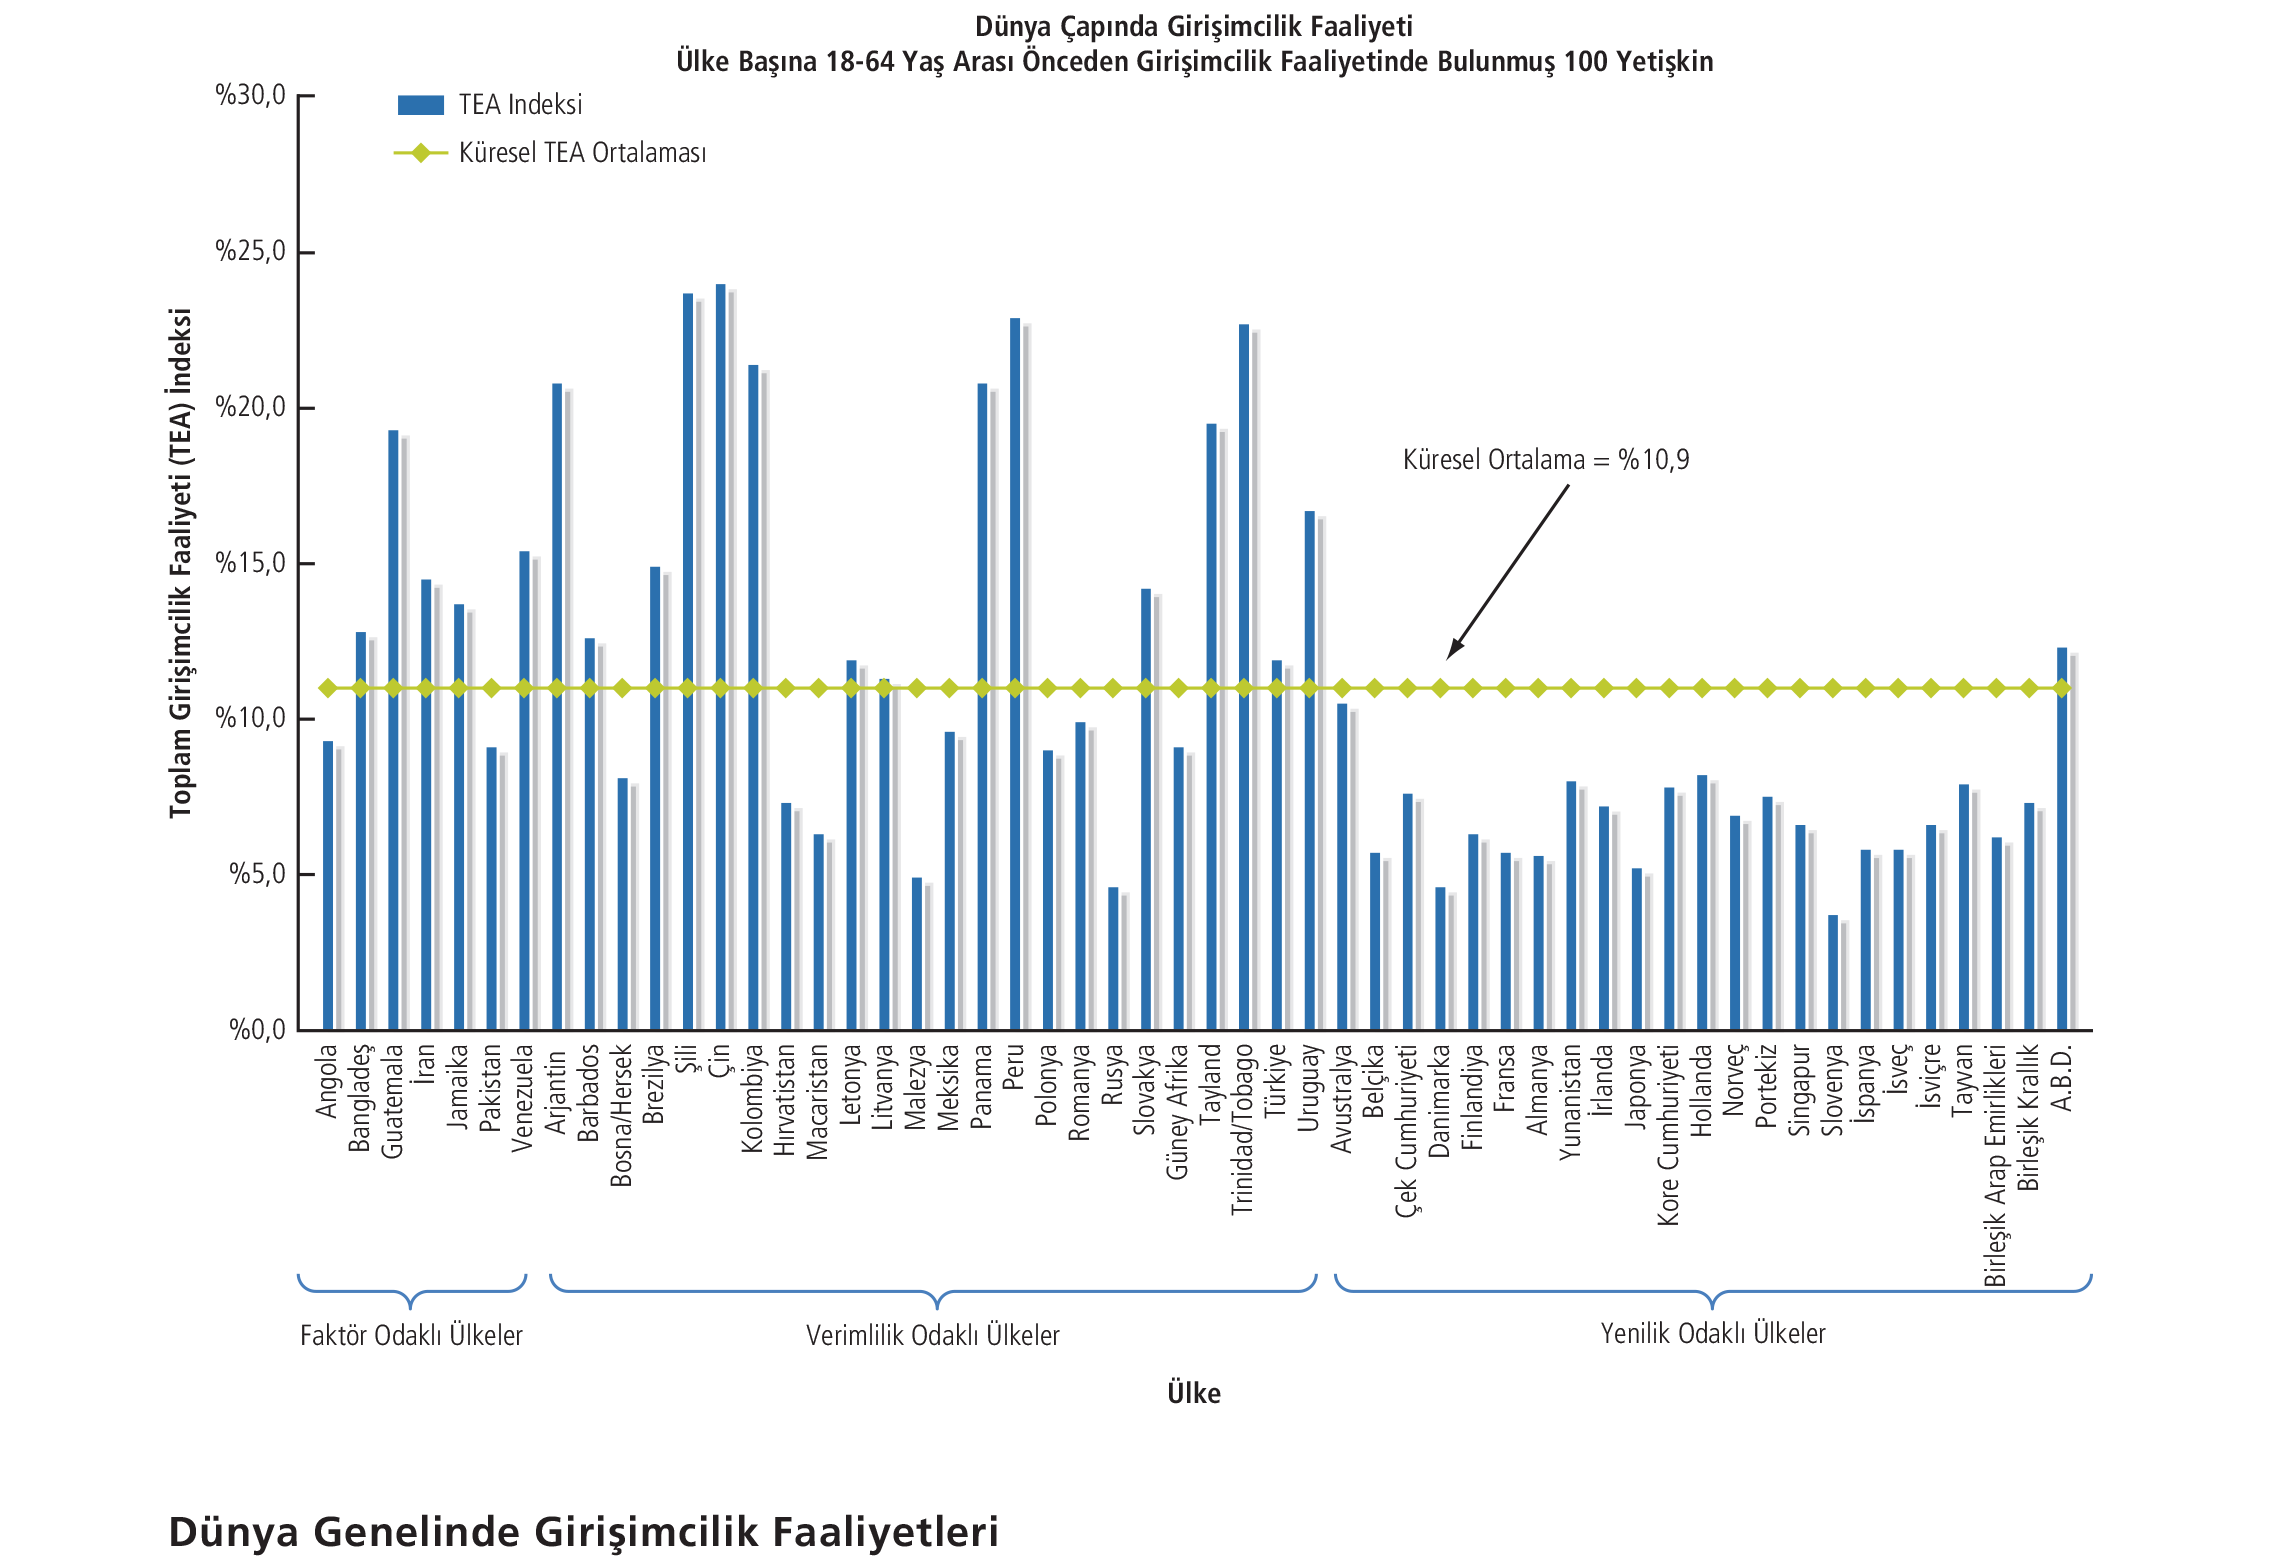 Dünya Çapında Girişimcilik Faaliyeti
Ülke Başına 18-64 Yaş Arası Önceden Girişimcilik Faaliyetinde Bulunmuş 100 Yetişkin
TEA Indeksi
Küresel TEA Ortalaması
Toplam Girişimcilik Faaliyeti (TEA) İndeksi
%30,0
%25,0
%20,0
%15,0
%10,0
%5,0
%0,0
Küresel Ortalama = %10,9
Angola
Bangladeş
Guatemala
İran
Jamaika
Pakistan
Venezuela
Arjantin
Barbados
Bosna/Hersek
Brezilya
Şili
Çin
Kolombiya
Hırvatistan
Macaristan
Letonya
Litvanya
Malezya
Meksika
Panama
Peru
Polonya
Romanya
Rusya
Slovakya
Güney Afrika
Tayland
Trinidad/Tobago
Türkiye
Uruguay
Avustralya
Belçika
Çek Cumhuriyeti
Danimarka
Finlandiya
Fransa
Almanya
Yunanistan
İrlanda
Japonya
Kore Cumhuriyeti
Hollanda
Norveç
Portekiz
Singapur
Slovenya
İspanya
İsveç
İsviçre
Tayvan
Birleşik Arap Emirlikleri
Birleşik Krallık
A.B.D.
Faktör Odaklı Ülkeler
Verimlilik Odaklı Ülkeler
Yenilik Odaklı Ülkeler
Ülke
Dünya Genelinde Girişimcilik Faaliyetleri